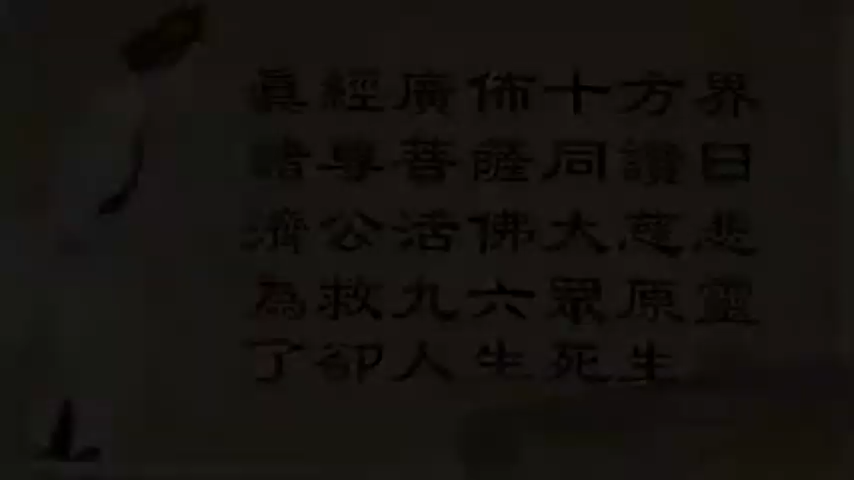 眞經廣佈十方界
諸尊菩薩同讚曰
濟公活佛大慈悲
為救九六眾原靈
了卻人生死生